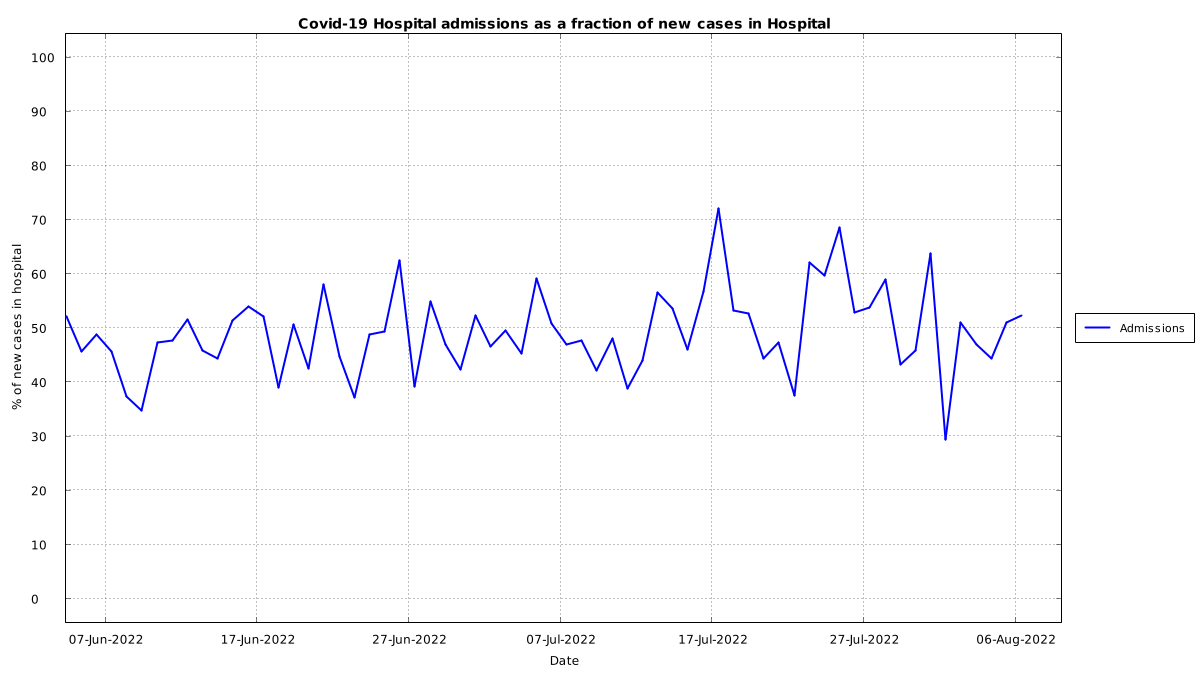 Covid-19 Hospital admissions as a fraction of new cases in Hospital
100
90
80
70
60
50
40
30
20
10
0
% of new cases in hospital
07-Jun-2022 17-Jun-2022 27-Jun-2022 07-Jul-2022 17-Jul-2022 27-Jul-2022 06-Aug-2022
Date
Admissions